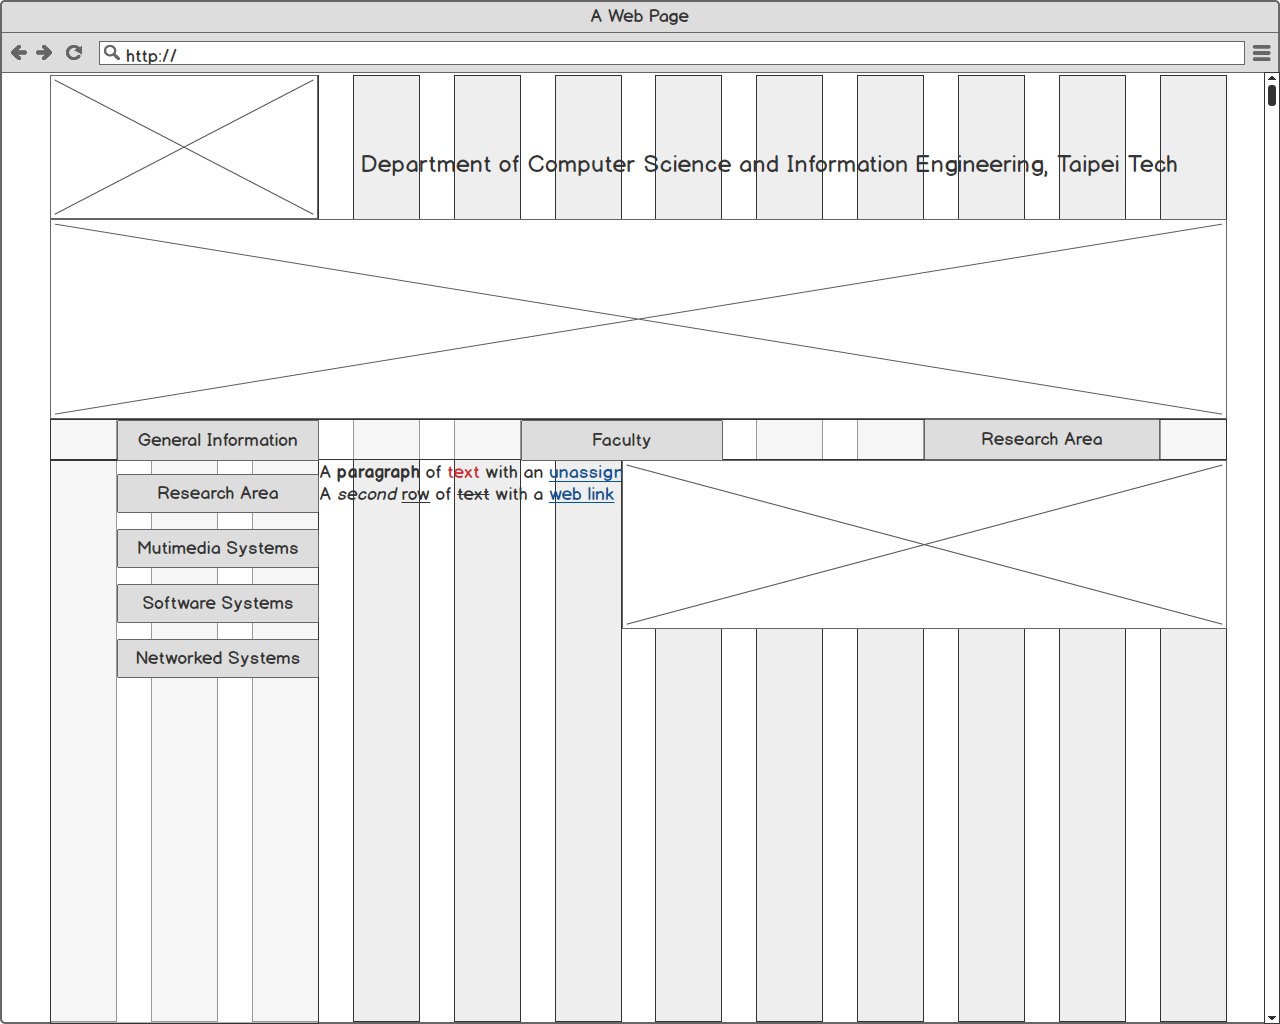 A Web Page
http://
Department of Computer Science and Information Engineering, Taipei Tech
General Information
Faculty
Research Area
Research Area
Mutimedia Systems
Software Systems
Networked Systems
A paragraph of text with an unassign
A second row of text with a web link